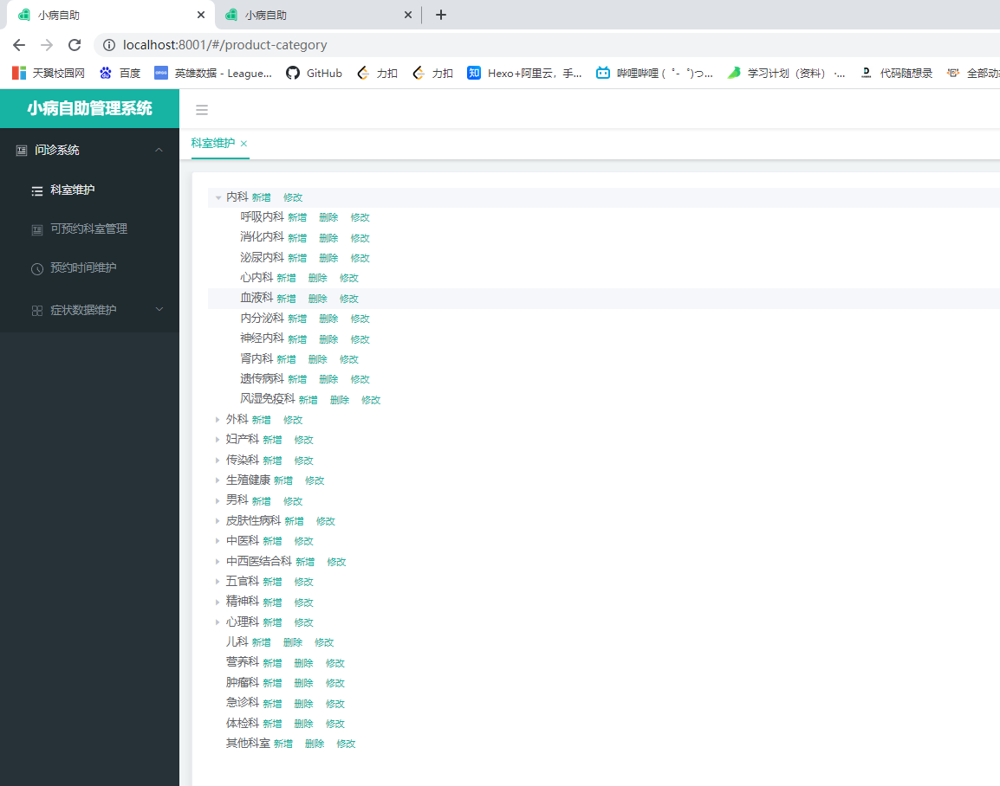 小病自助
小病自助
localhost:8001/#/product-category
天翼校园网 百度 英雄数据 - League... GitHub 力扣 力扣 Hexo+阿里云，手... 哔哩哔哩 ( ゜- ゜)つ... 学习计划（资料） ·... 代码随想录 全部动
小病自助管理系统
问诊系统
科室维护
可预约科室管理
预约时间维护
症状数据维护
科室维护
内科 新增 修改
呼吸内科 新增 删除 修改
消化内科 新增 删除 修改
泌尿内科 新增 删除 修改
心内科 新增 删除 修改
血液科 新增 删除 修改
内分泌科 新增 删除 修改
神经内科 新增 删除 修改
肾内科 新增 删除 修改
遗传病科 新增 删除 修改
风湿免疫科 新增 删除 修改
外科 新增 修改
妇产科 新增 修改
传染科 新增 修改
生殖健康 新增 修改
男科 新增 修改
皮肤性病科 新增 修改
中医科 新增 修改
中西医结合科 新增 修改
五官科 新增 修改
精神科 新增 修改
心理科 新增 修改
儿科 新增 删除 修改
营养科 新增 删除 修改
肿瘤科 新增 删除 修改
急诊科 新增 删除 修改
体检科 新增 删除 修改
其他科室 新增 删除 修改